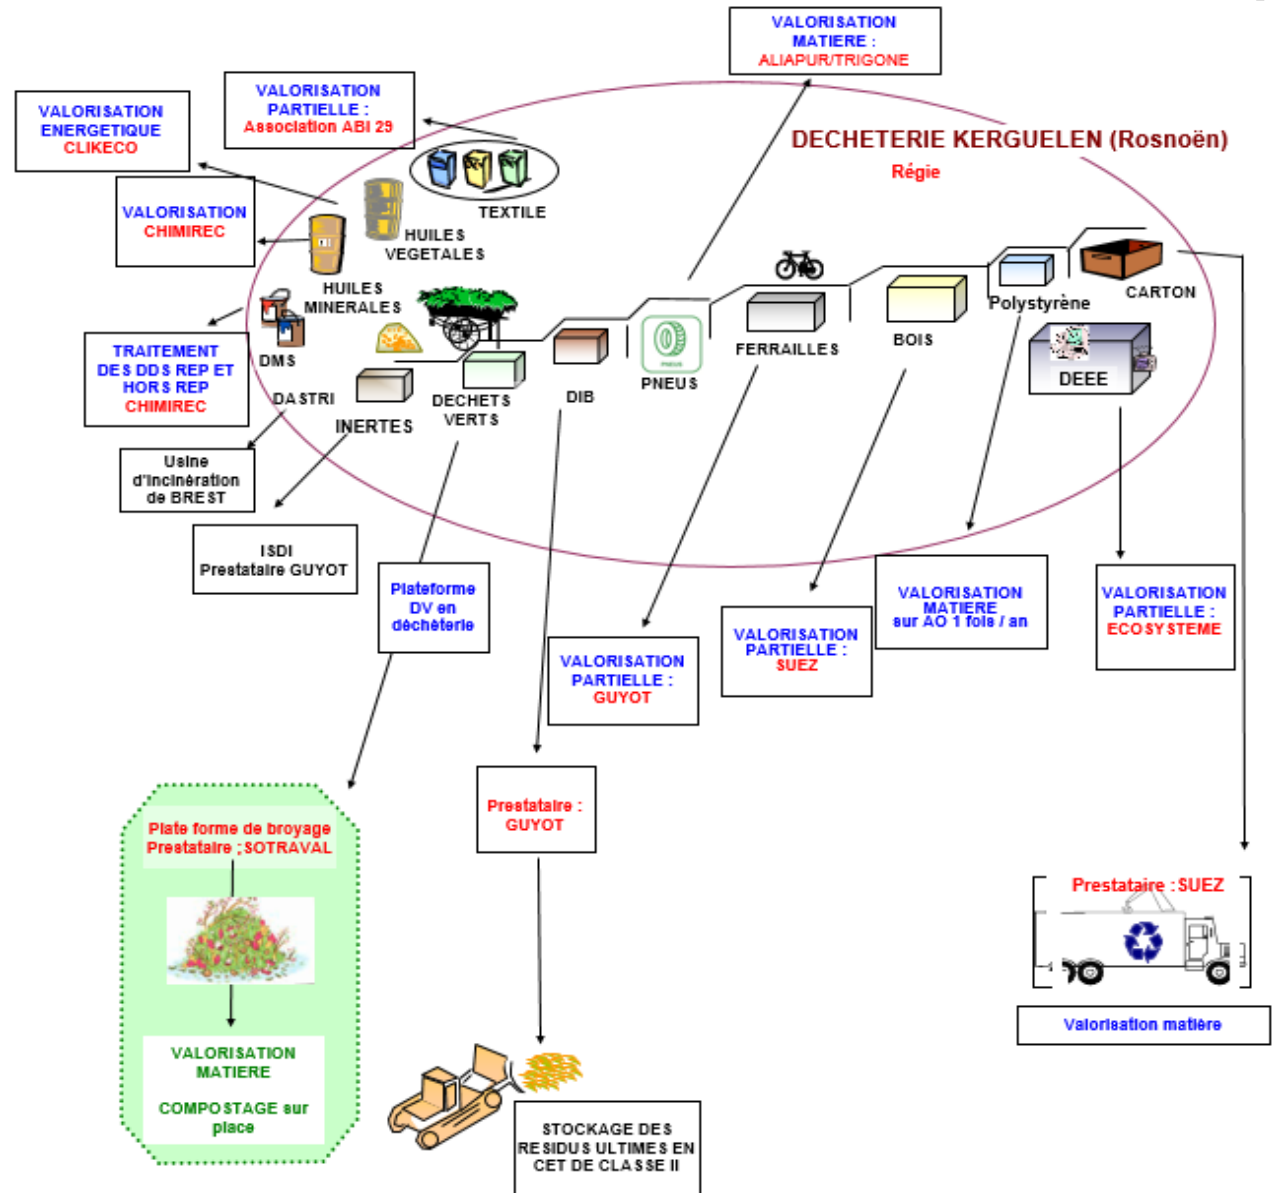 VALORISATION
MATIERE :
ALIAPUR/TRIGONE
VALORISATION
PARTIELLE :
Association ABI 29
VALORISATION
ENERGETIQUE
CLIKECO
DECHETERIE KERGUELEN (Rosnoën)
Régie
VALORISATION
CHIMIREC
TEXTILE
HUILES
VEGETALES
HUILES
MINERALES
CARTON
Polystyrène
BOIS
FERRAILLES
PNEUS
PNEUS
DIB
DECHETS
VERTS
INERTES
DMS
DASTRI
DEEE
TRAITEMENT
DES DDS REP ET
HORS REP
CHIMIREC
Usine
d'incinération
de BREST
ISDI
Prestataire GUYOT
Plateforme
DV en
déchèterie
VALORISATION
PARTIELLE :
GUYOT
VALORISATION
PARTIELLE :
SUEZ
VALORISATION
MATIERE
sur AO 1 fois / an
VALORISATION
PARTIELLE :
ECOSYSTEME
Prestataire :
GUYOT
Plate forme de broyage
Prestataire : SOTRAVAL
VALORISATION
MATIERE
COMPOSTAGE sur
place
STOCKAGE DES
RESIDUS ULTIMES EN
CET DE CLASSE II
Prestataire : SUEZ
Valorisation matière